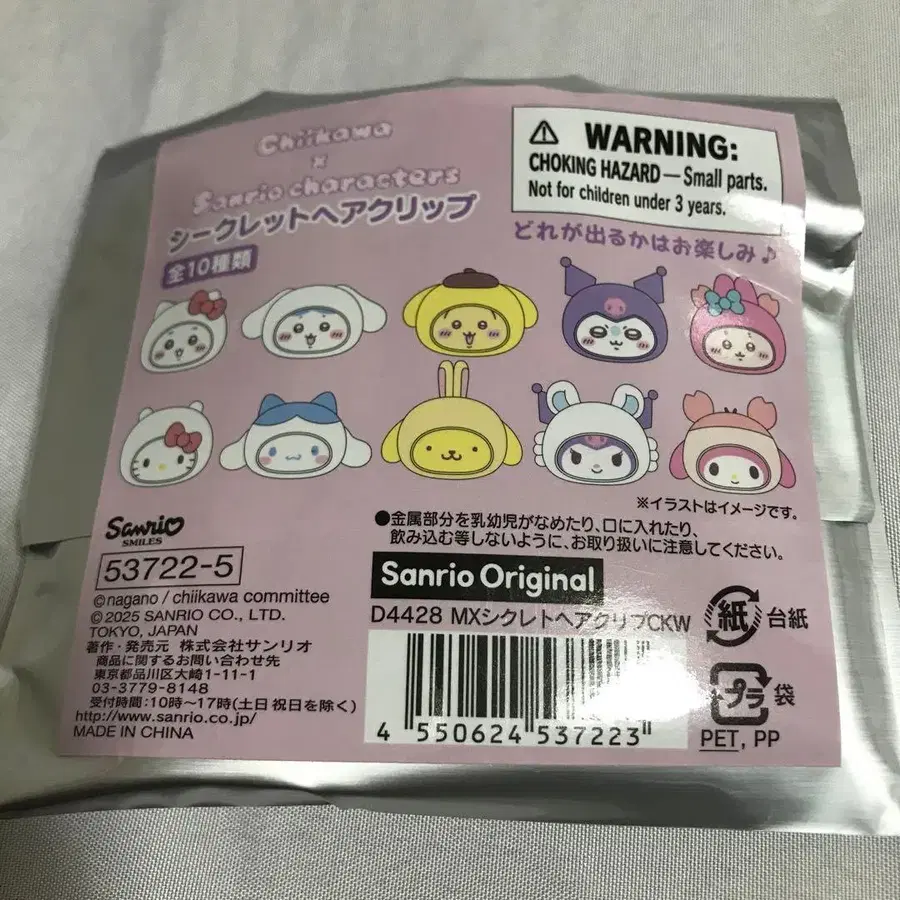 Chiikawa
×
Sanrio characters
シークレットヘアクリップ
全10種類
WARNING:
CHOKING HAZARD — Small parts.
Not for children under 3 years.
どれが出るかはお楽しみ♪
※イラストはイメージです。
●金属部分を乳幼児がなめたり、口に入れたり、
飲み込む等しないように、お取り扱いに注意してください。
Sanrio
SMILES
53722-5
©nagano / chiikawa committee
©2025 SANRIO CO., LTD.
TOKYO, JAPAN
著作・発売元 株式会社サンリオ
商品に関するお問い合わせ先
東京都品川区大崎1-11-1
03-3779-8148
受付時間:10時〜17時(土日祝日を除く)
http://www.sanrio.co.jp/
MADE IN CHINA
Sanrio Original
D4428 MXシクレトヘアクリプCKW
4 550624 537223
紙 台紙
プラ 袋
PET, PP